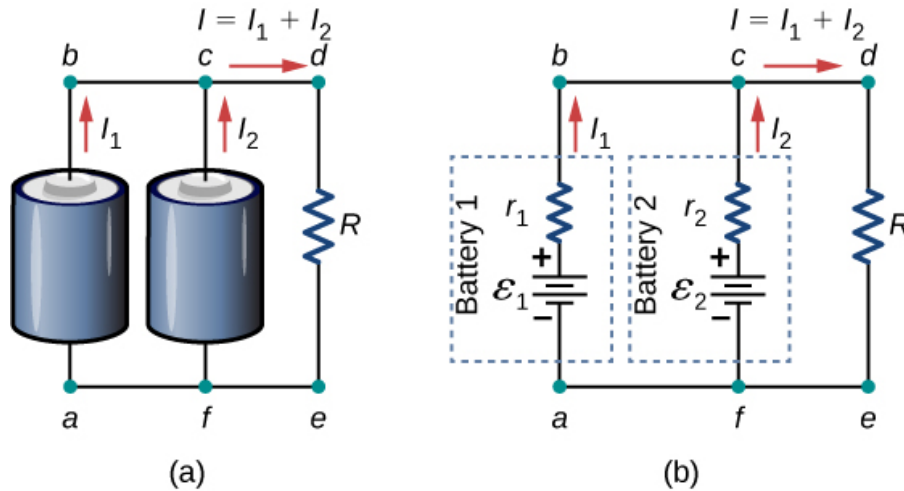 I = I₁ + I₂
b c d
I₁ I₂
R
a f e
(a)
I = I₁ + I₂
b c d
I₁ I₂
Battery 1 r₁ + ε₁ −
Battery 2 r₂ + ε₂ −
R
a f e
(b)